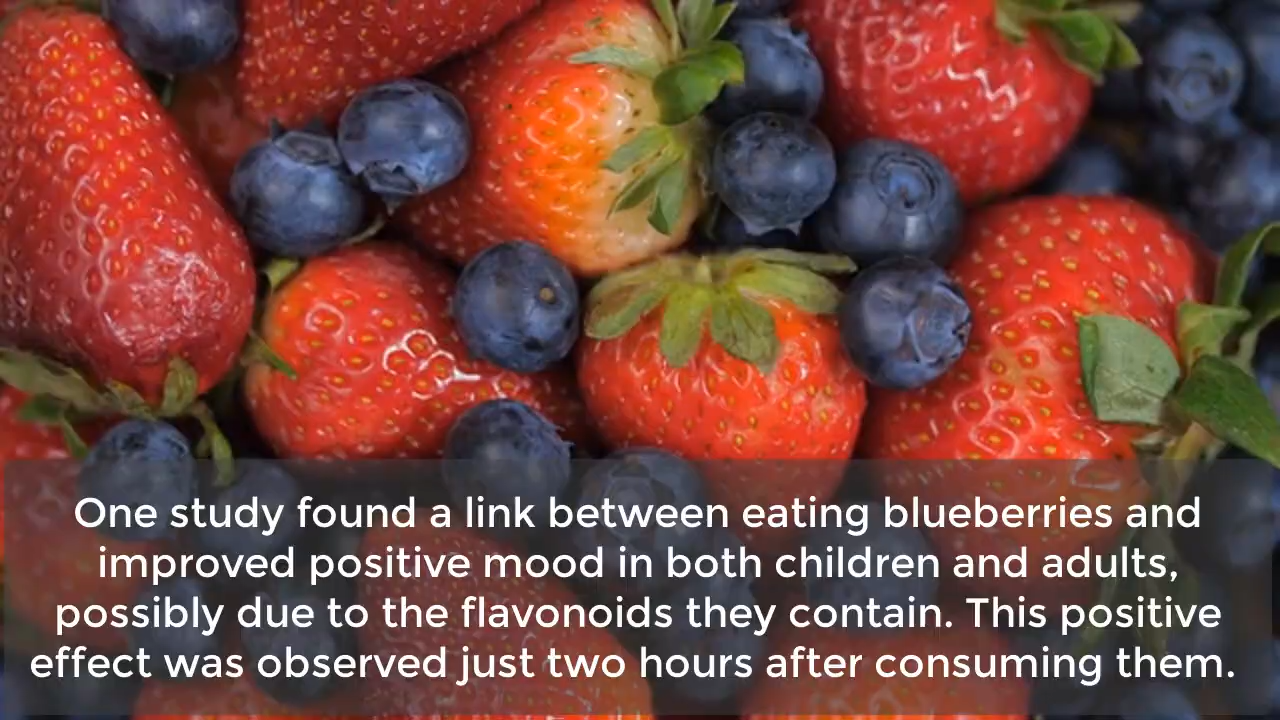 One study found a link between eating blueberries and
improved positive mood in both children and adults,
possibly due to the flavonoids they contain. This positive
effect was observed just two hours after consuming them.